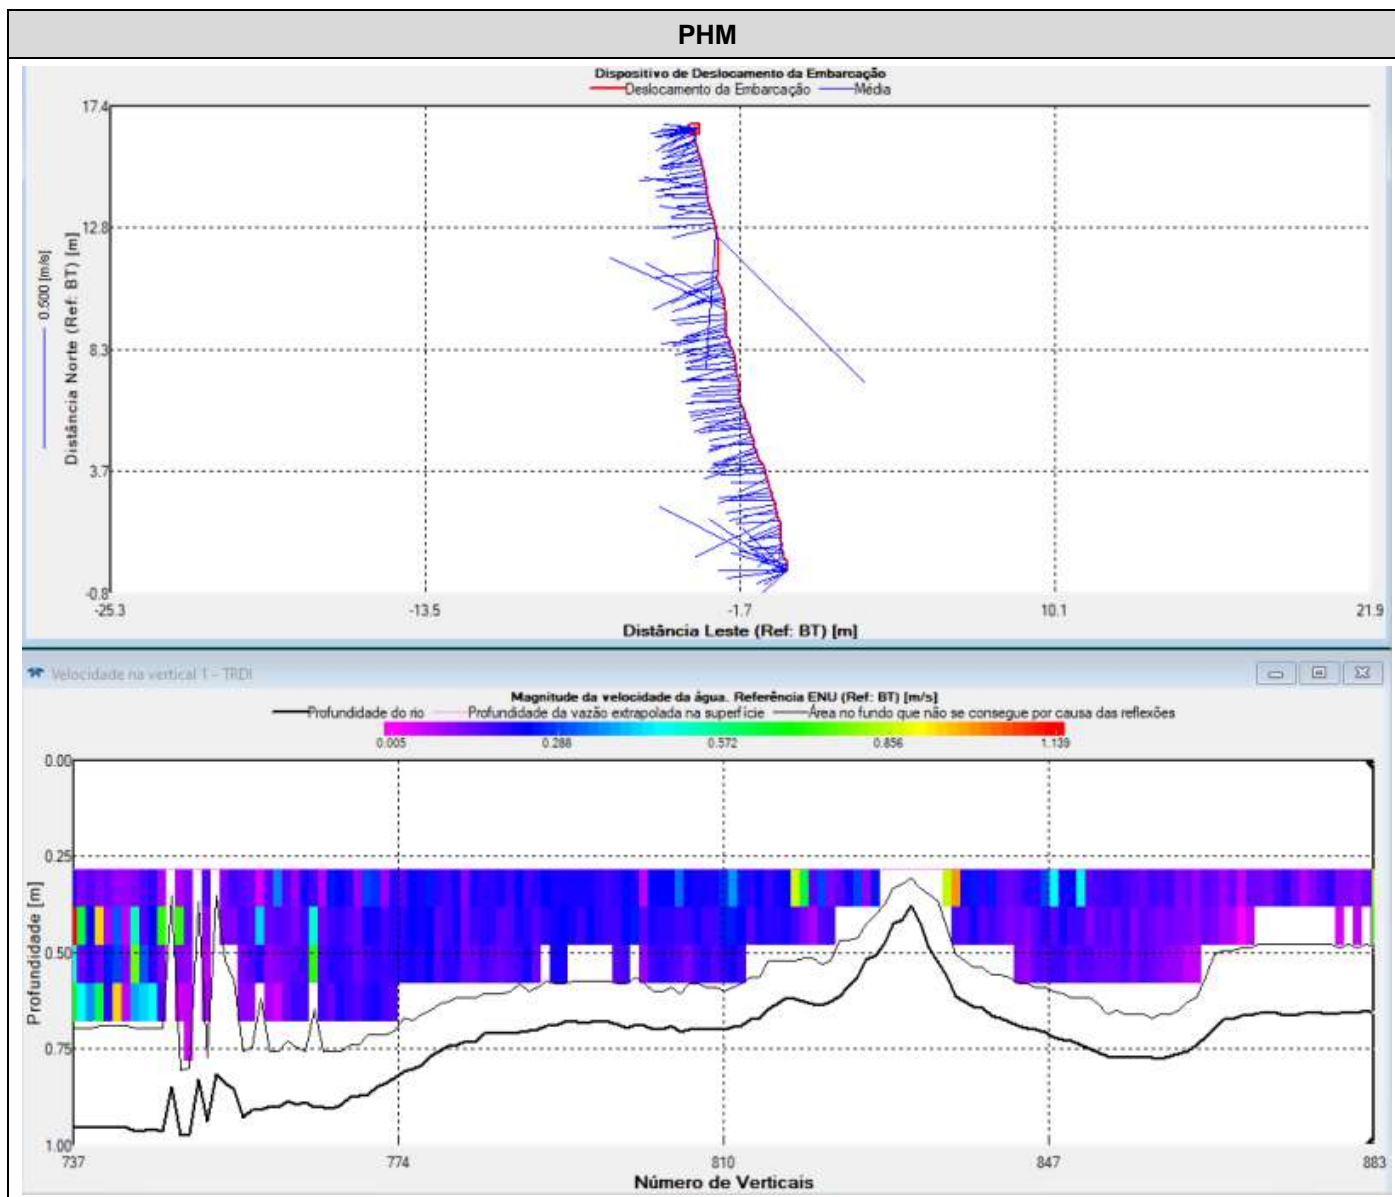 PHM
Dispositivo de Deslocamento da Embarcação
Deslocamento da Embarcação Média
17.4
12.8
8.3
3.7
-0.8
0.500 [m/s]
Distância Norte (Ref: BT) [m]
-25.3 -13.5 -1.7 10.1 21.9
Distância Leste (Ref: BT) [m]
Velocidade na vertical 1 - TRDI
Magnitude da velocidade da água. Referência ENU (Ref: BT) [m/s]
Profundidade do rio Profundidade da vazão extrapolada na superfície Área no fundo que não se consegue por causa das reflexões
0.005 0.286 0.572 0.856 1.139
0.00
0.25
0.50
0.75
1.00
Profundidade [m]
737 774 810 847 883
Número de Verticais